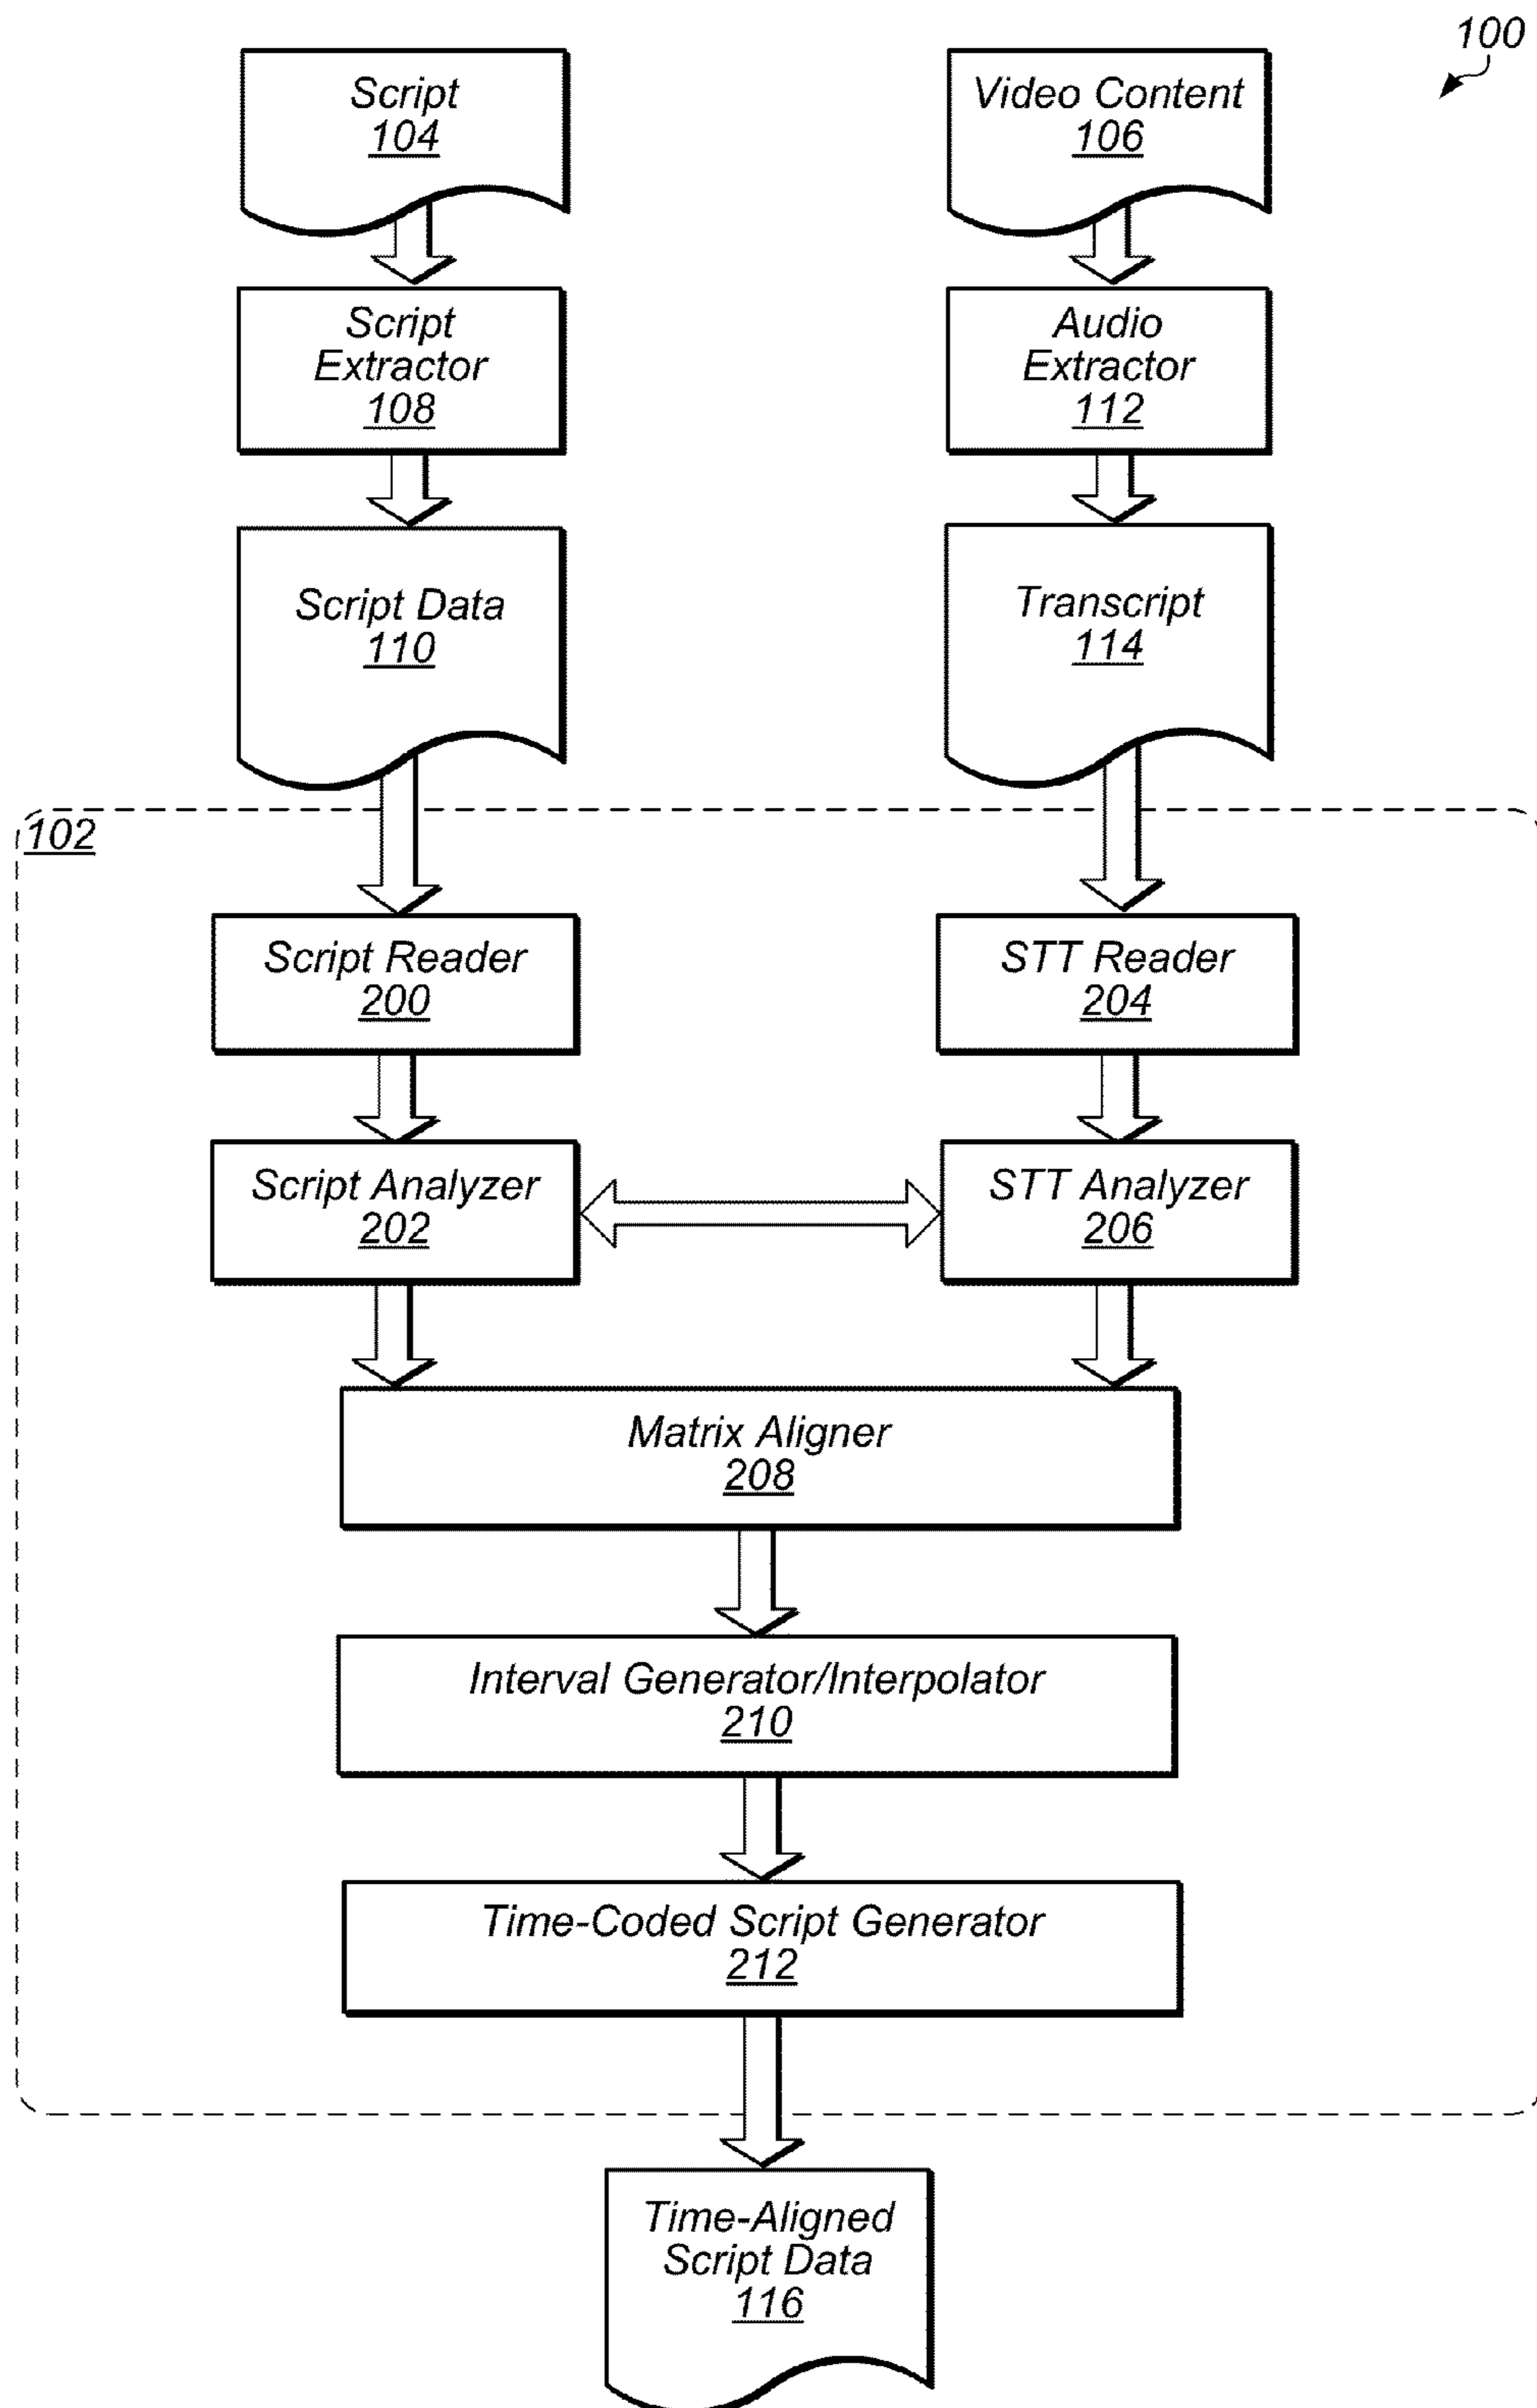 100
Script
104
Video Content
106
Script
Extractor
108
Audio
Extractor
112
Script Data
110
Transcript
114
102
Script Reader
200
STT Reader
204
Script Analyzer
202
STT Analyzer
206
Matrix Aligner
208
Interval Generator/Interpolator
210
Time-Coded Script Generator
212
Time-Aligned
Script Data
116